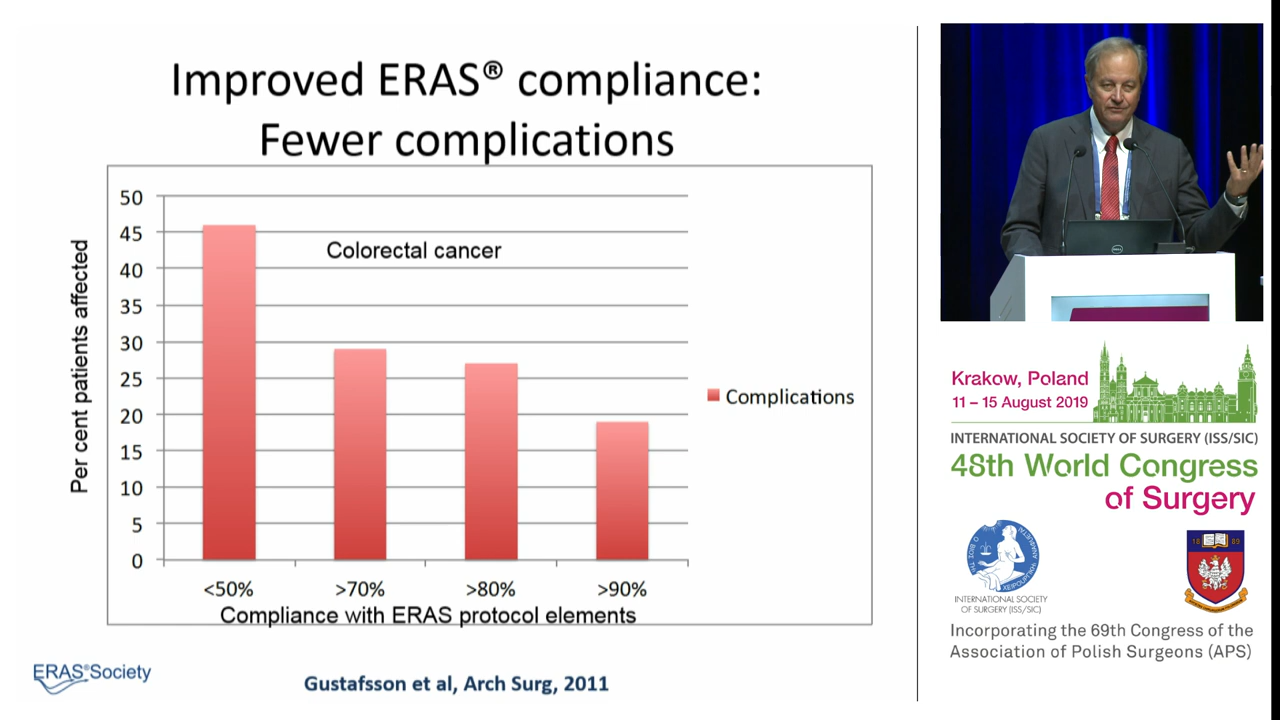 Improved ERAS® compliance:
Fewer complications
50
45
40
35
30
25
20
15
10
5
0
Per cent patients affected
Colorectal cancer
Complications
<50%
>70%
>80%
>90%
Compliance with ERAS protocol elements
ERAS®Society
Gustafsson et al, Arch Surg, 2011
DELL
Krakow, Poland
11 – 15 August 2019
INTERNATIONAL SOCIETY OF SURGERY (ISS/SIC)
48th World Congress
of Surgery
INTERNATIONAL SOCIETY
OF SURGERY (ISS/SIC)
18 89
Incorporating the 69th Congress of the
Association of Polish Surgeons (APS)